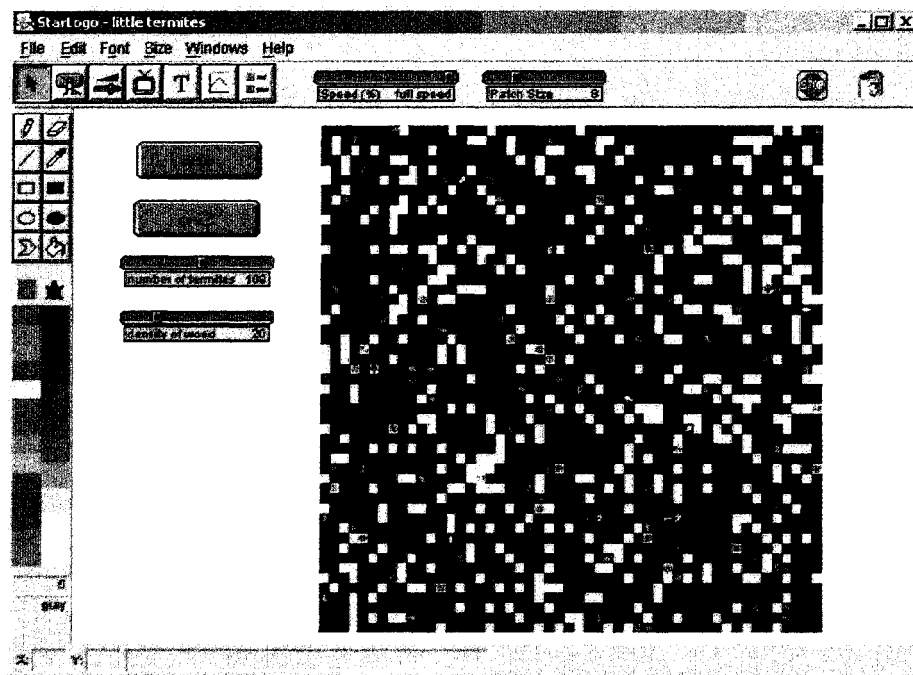 StarLogo - little termites
File Edit Font Size Windows Help
T
Speed (%) full speed Patch Size 8
number of termites 100
density of wood 20
gray
X: Y: